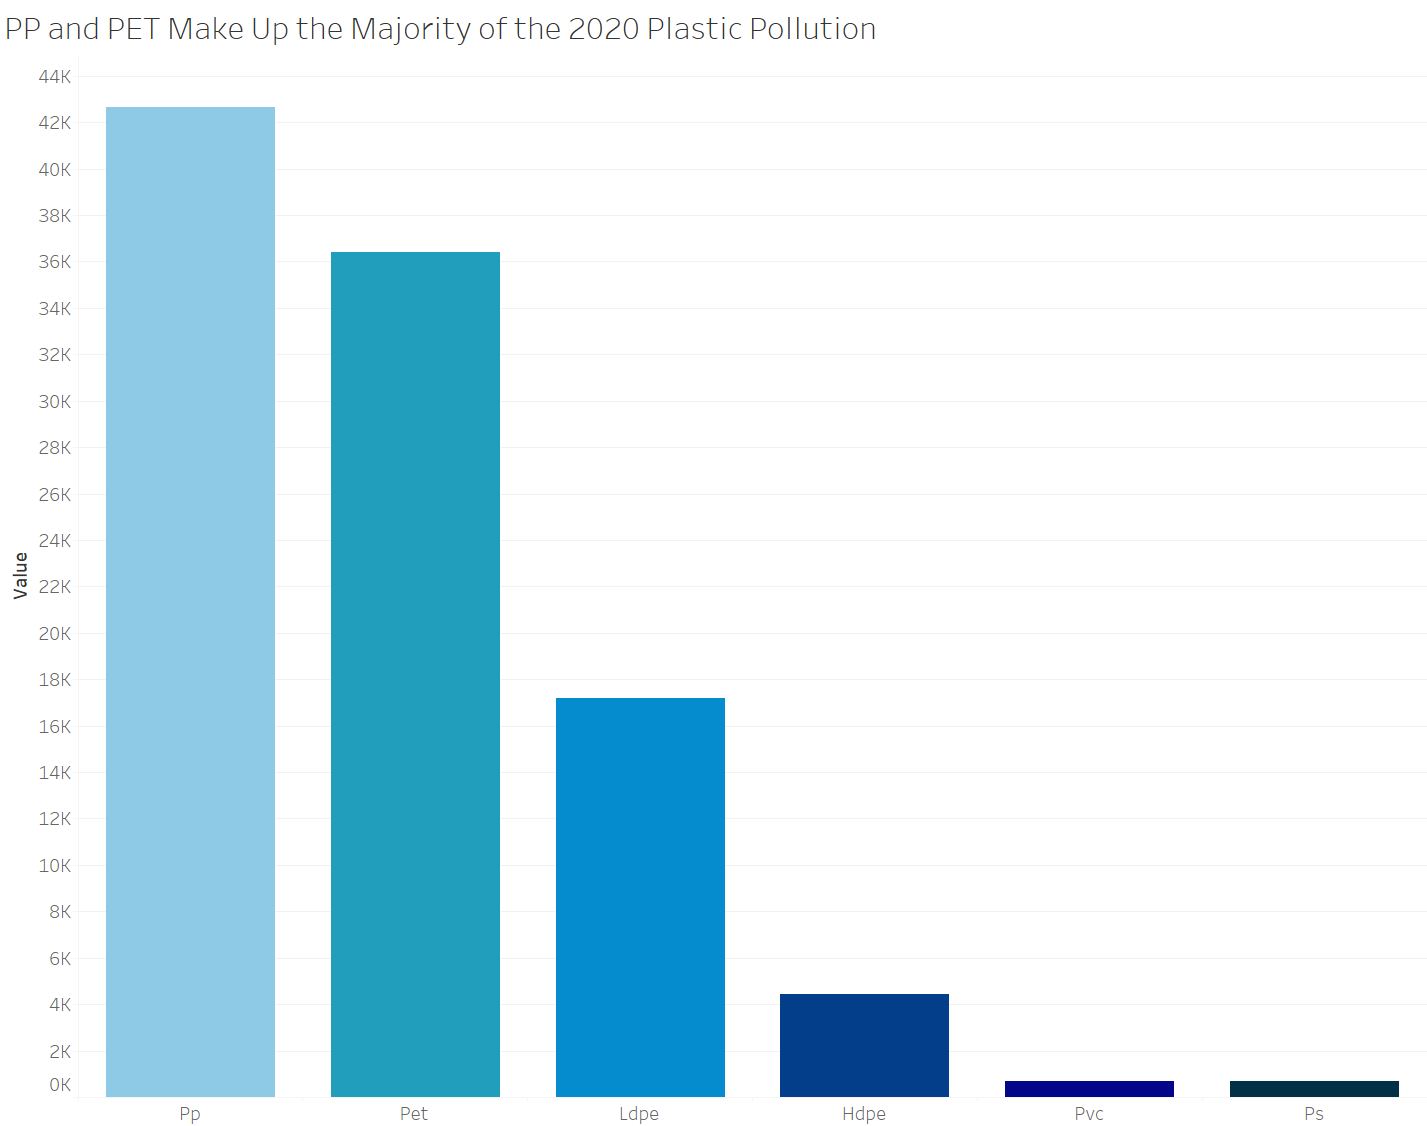 PP and PET Make Up the Majority of the 2020 Plastic Pollution
44K
42K
40K
38K
36K
34K
32K
30K
28K
26K
24K
22K
20K
18K
16K
14K
12K
10K
8K
6K
4K
2K
0K
Value
Pp Pet Ldpe Hdpe Pvc Ps